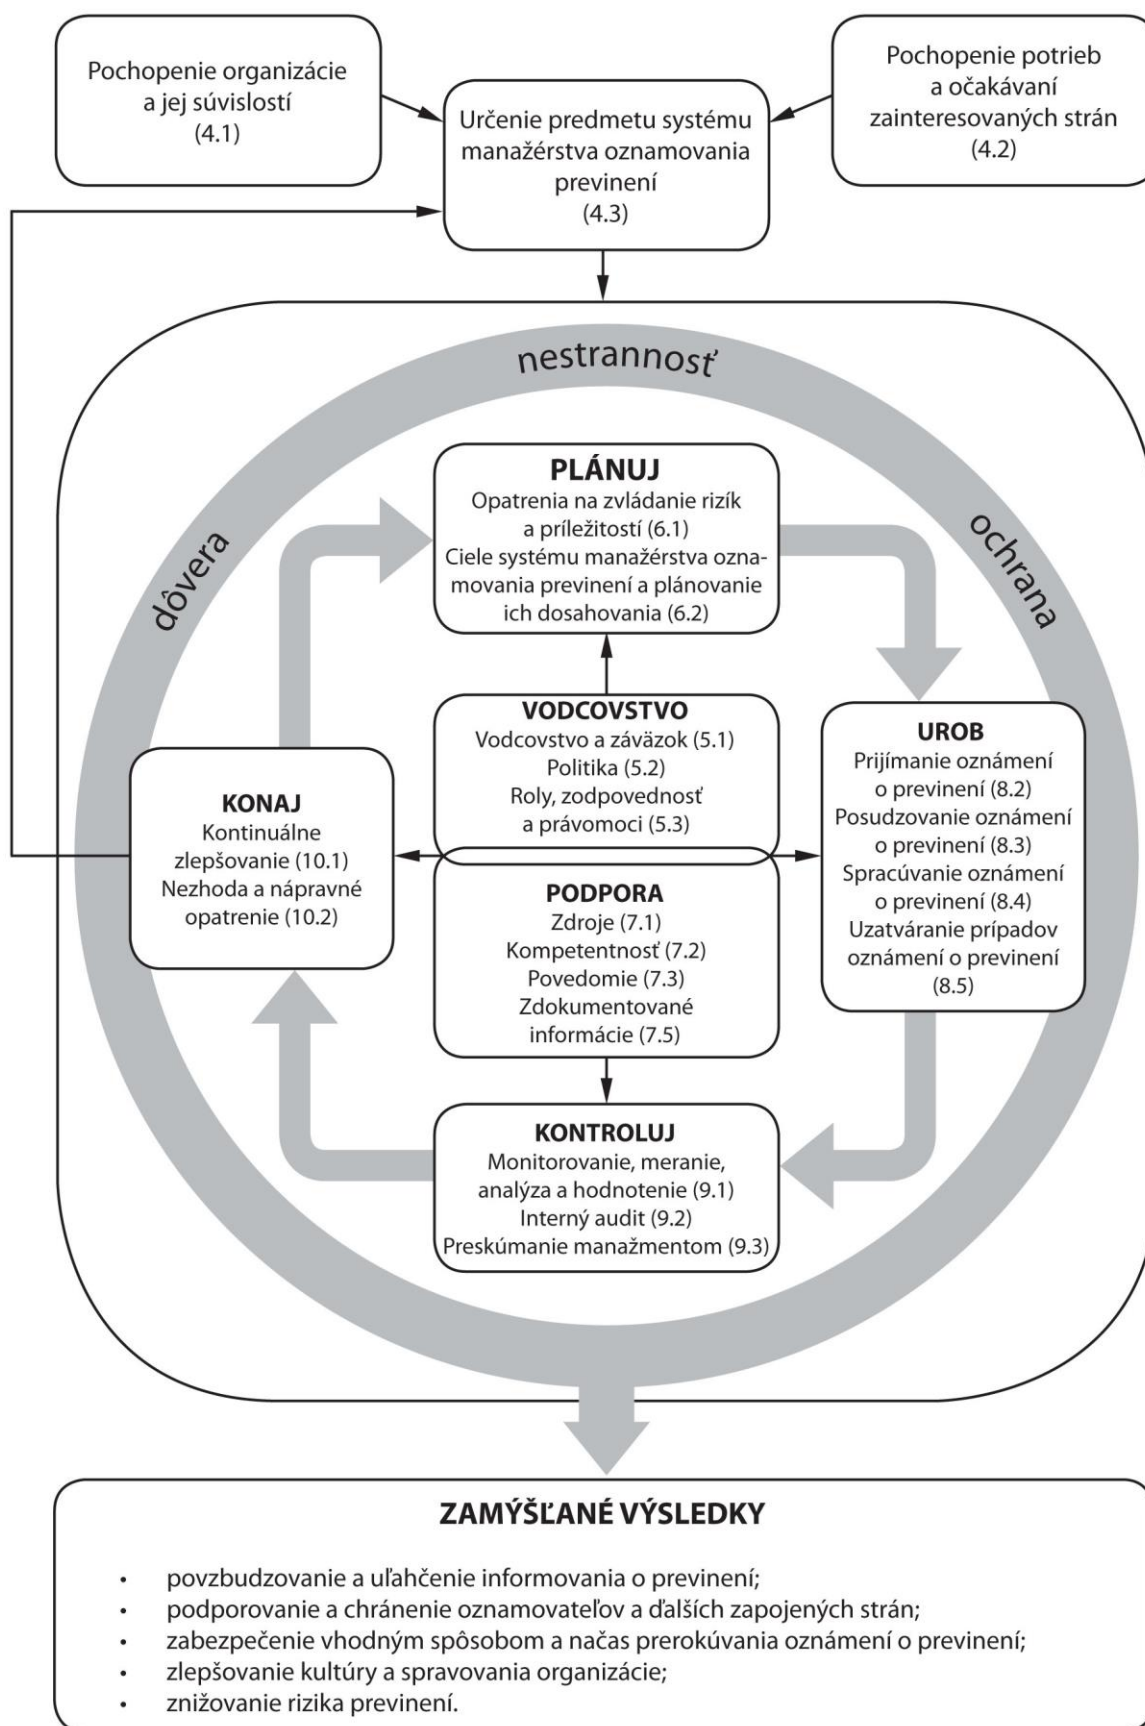 Pochopenie organizácie
a jej súvislostí
(4.1)
Pochopenie potrieb
a očakávaní
zainteresovaných strán
(4.2)
Určenie predmetu systému
manažérstva oznamovania
previnení
(4.3)
nestrannosť
dôvera
ochrana
PLÁNUJ
Opatrenia na zvládanie rizík
a príležitostí (6.1)
Ciele systému manažérstva ozna-
movania previnení a plánovanie
ich dosahovania (6.2)
VODCOVSTVO
Vodcovstvo a záväzok (5.1)
Politika (5.2)
Roly, zodpovednosť
a právomoci (5.3)
UROB
Prijímanie oznámení
o previnení (8.2)
Posudzovanie oznámení
o previnení (8.3)
Spracúvanie oznámení
o previnení (8.4)
Uzatváranie prípadov
oznámení o previnení
(8.5)
KONAJ
Kontinuálne
zlepšovanie (10.1)
Nezhoda a nápravné
opatrenie (10.2)
PODPORA
Zdroje (7.1)
Kompetentnosť (7.2)
Povedomie (7.3)
Zdokumentované
informácie (7.5)
KONTROLUJ
Monitorovanie, meranie,
analýza a hodnotenie (9.1)
Interný audit (9.2)
Preskúmanie manažmentom (9.3)
ZAMÝŠĽANÉ VÝSLEDKY
• povzbudzovanie a uľahčenie informovania o previnení;
• podporovanie a chránenie oznamovateľov a ďalších zapojených strán;
• zabezpečenie vhodným spôsobom a načas prerokúvania oznámení o previnení;
• zlepšovanie kultúry a spravovania organizácie;
• znižovanie rizika previnení.